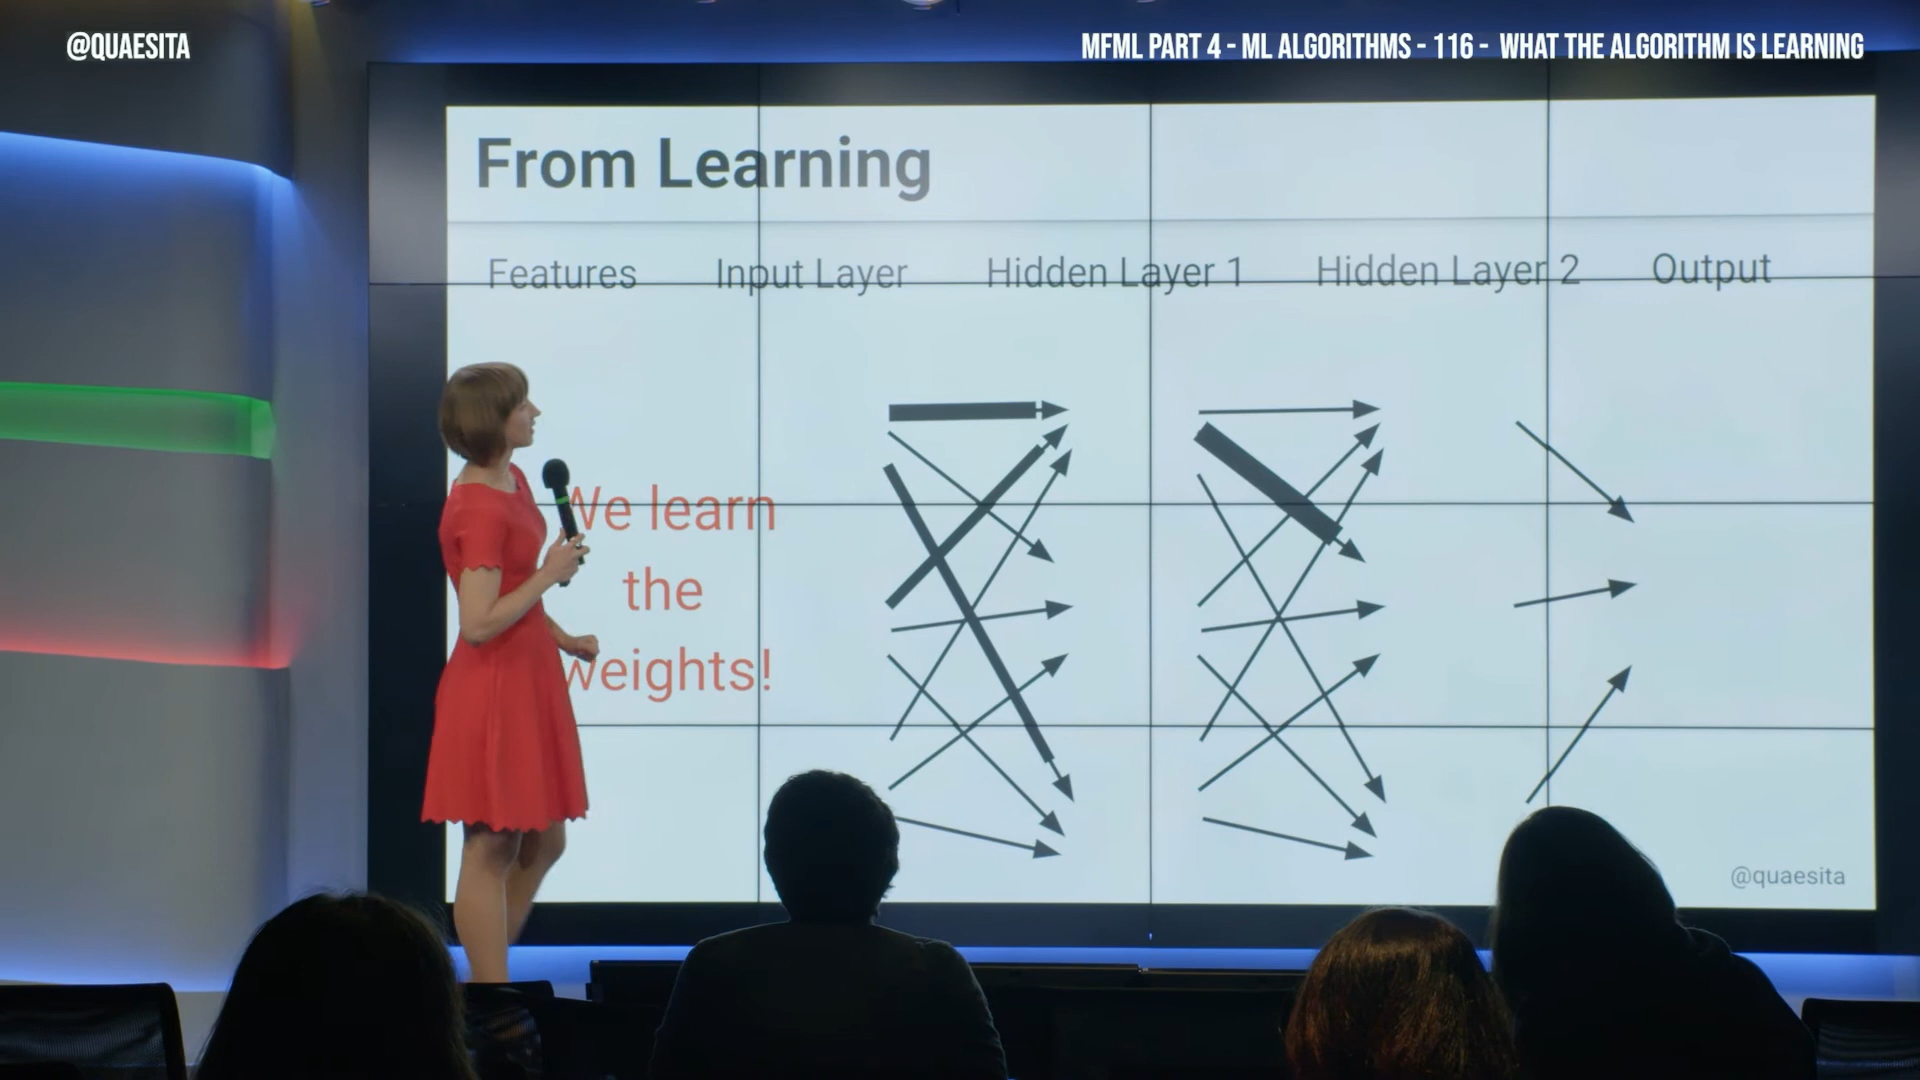 @QUAESITA
MFML PART 4 - ML ALGORITHMS - 116 - WHAT THE ALGORITHM IS LEARNING
From Learning
Features Input Layer Hidden Layer 1 Hidden Layer 2 Output
We learn
the
weights!
@quaesita